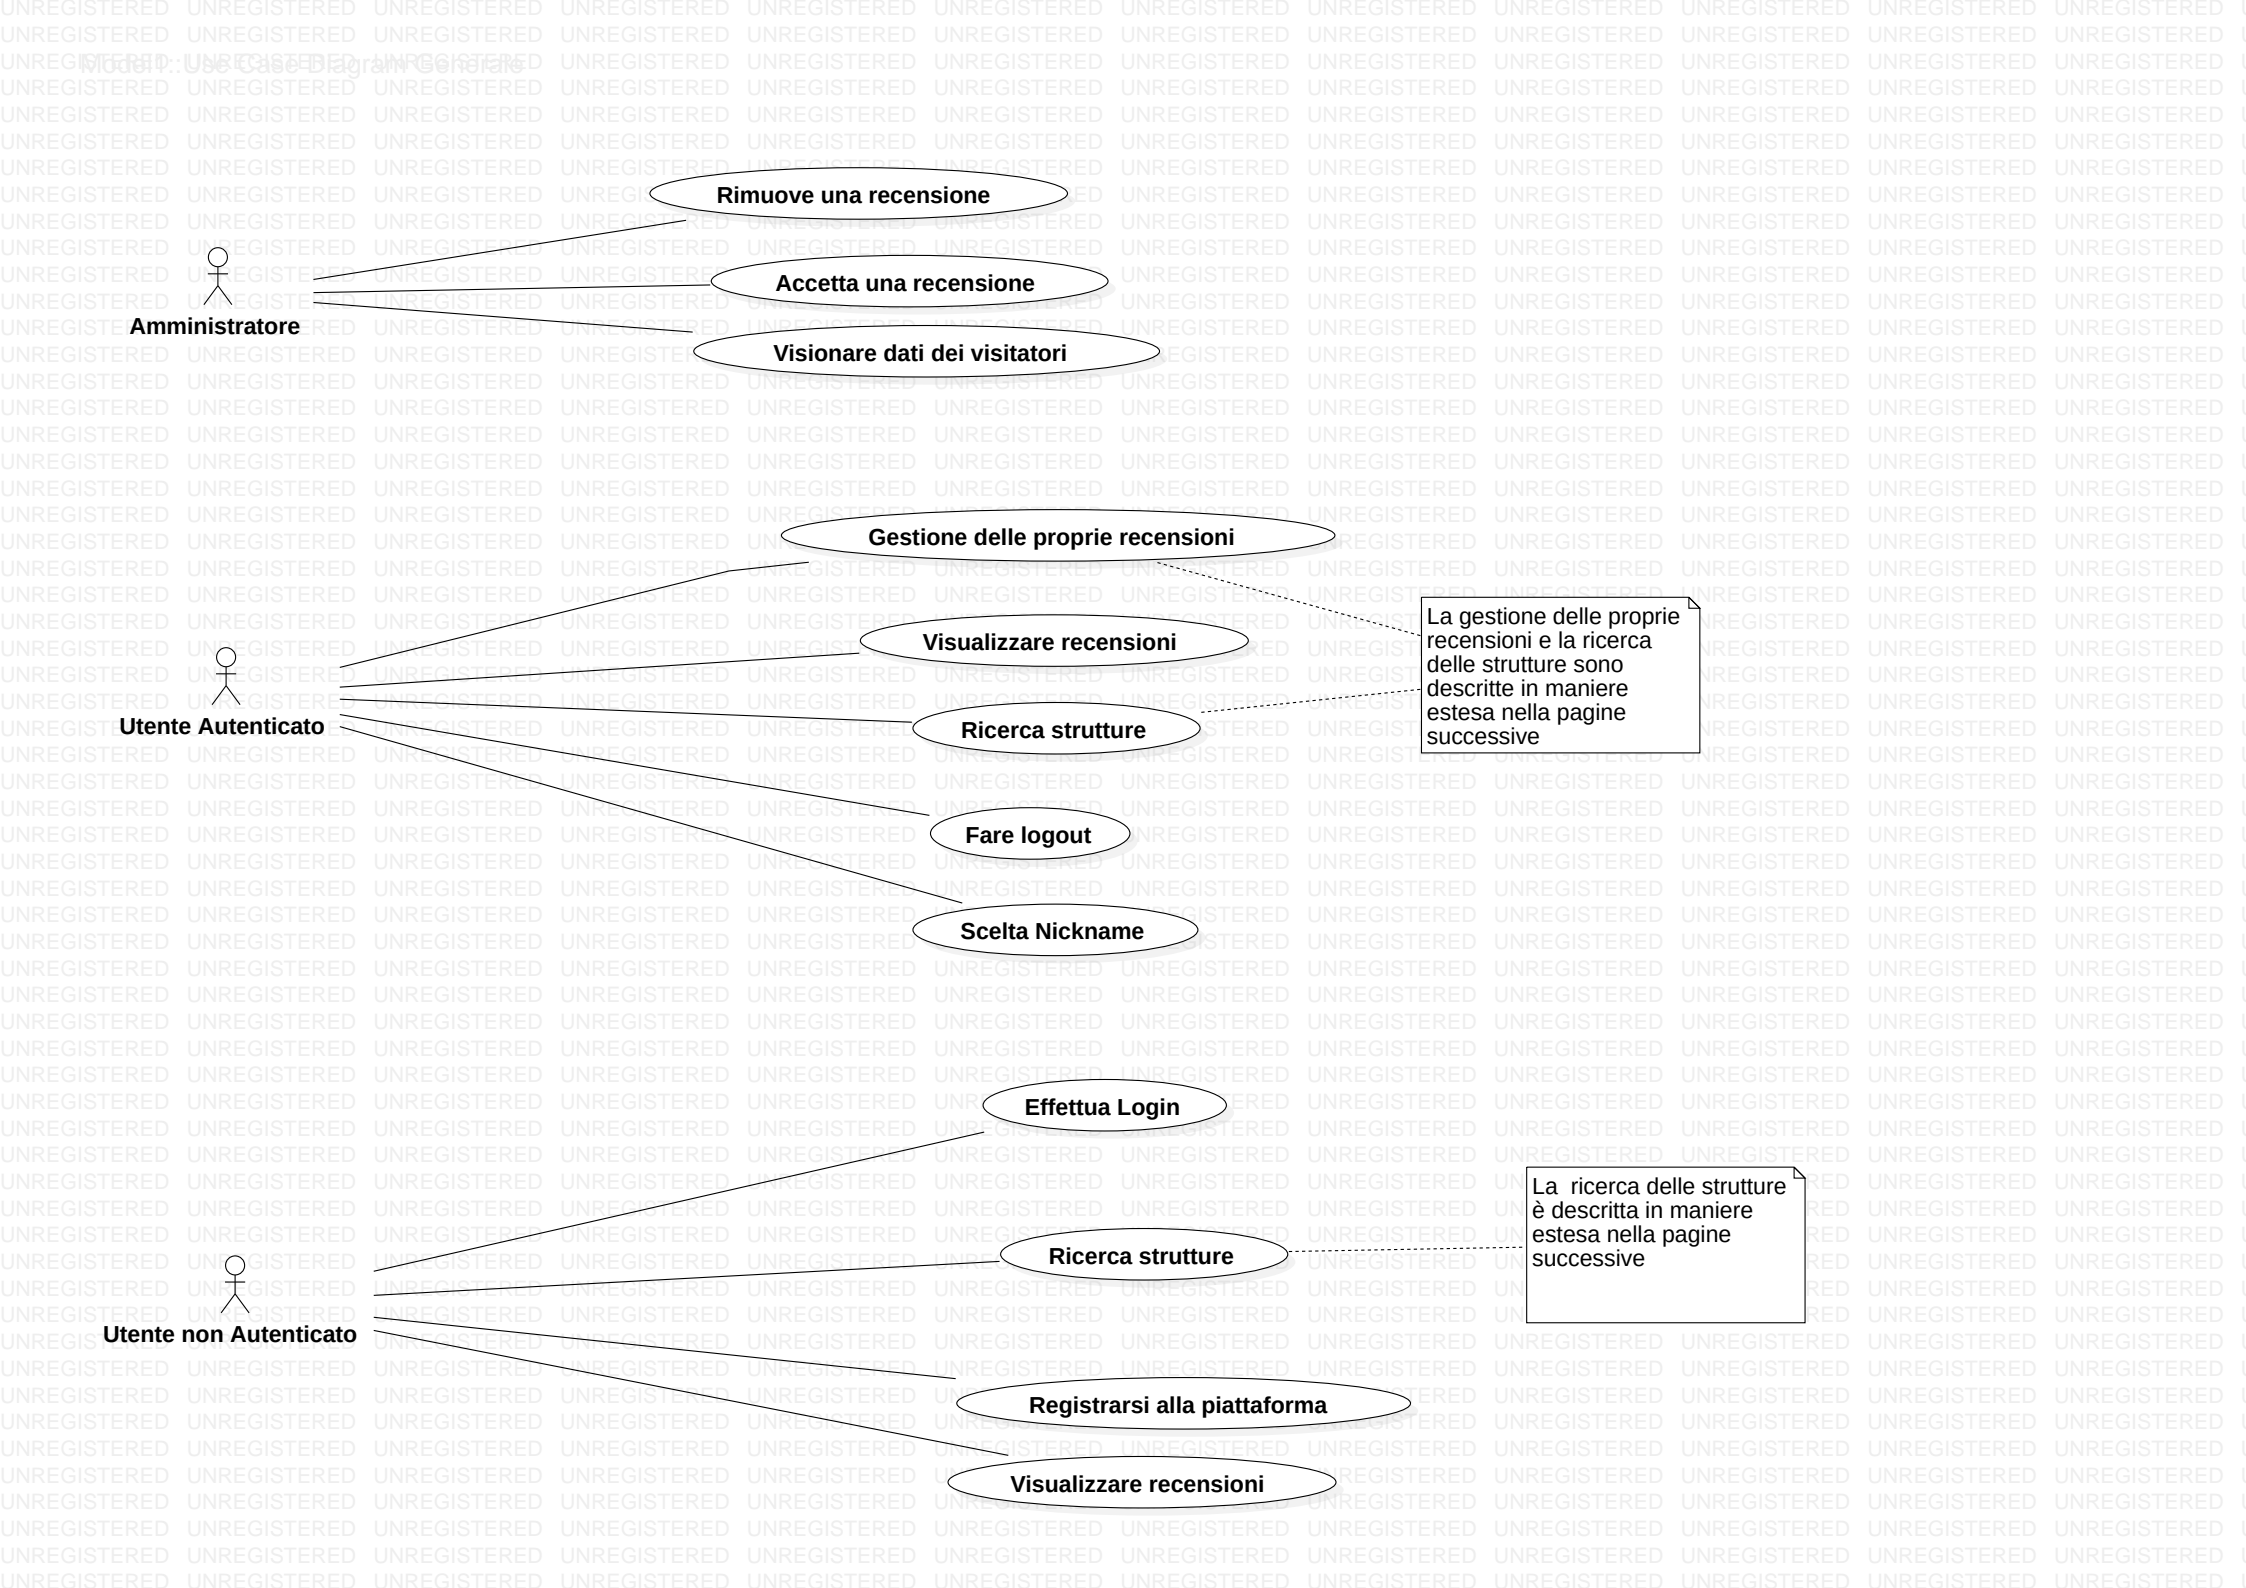 Model1::Use Case Diagram Generale
Rimuove una recensione
Accetta una recensione
Amministratore
Visionare dati dei visitatori
Gestione delle proprie recensioni
La gestione delle proprie
recensioni e la ricerca
delle strutture sono
descritte in maniere
estesa nella pagine
successive
Visualizzare recensioni
Utente Autenticato
Ricerca strutture
Fare logout
Scelta Nickname
Effettua Login
La  ricerca delle strutture
è descritta in maniere
estesa nella pagine
successive
Ricerca strutture
Utente non Autenticato
Registrarsi alla piattaforma
Visualizzare recensioni
UNREGISTERED